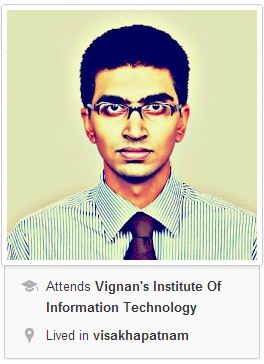 Attends Vignan's Institute Of
Information Technology
Lived in visakhapatnam